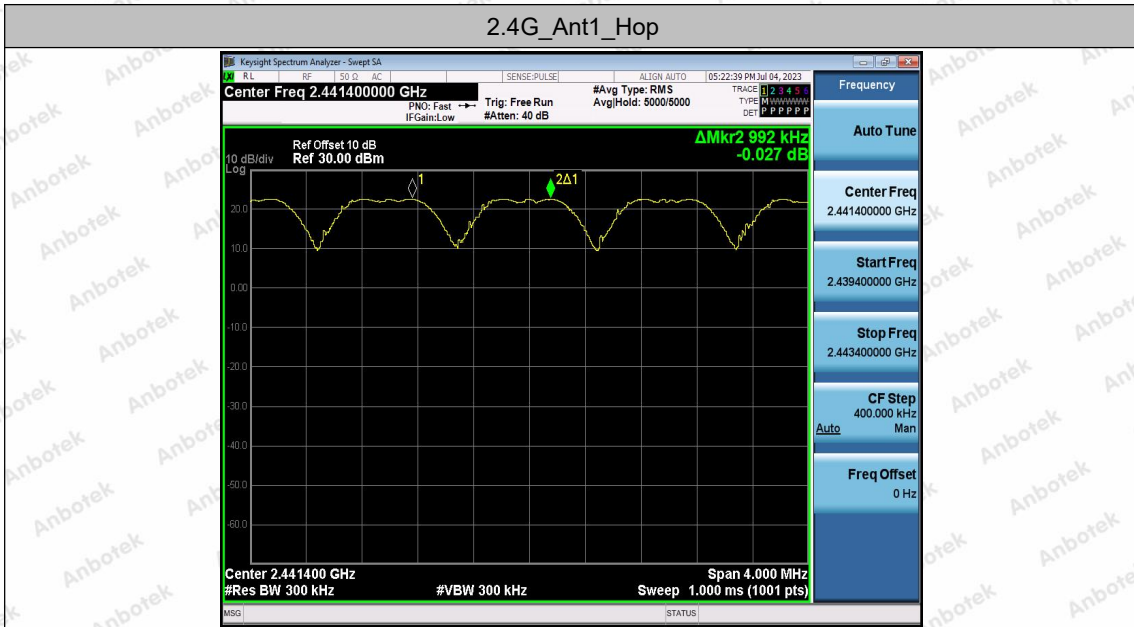 2.4G_Ant1_Hop
Keysight Spectrum Analyzer - Swept SA
LXI RL RF 50 Ω AC SENSE:PULSE ALIGN AUTO 05:22:39 PM Jul 04, 2023
Center Freq 2.441400000 GHz
PNO: Fast
IFGain:Low
Trig: Free Run
#Atten: 40 dB
#Avg Type: RMS
Avg|Hold: 5000/5000
TRACE 1 2 3 4 5 6
TYPE M W W W W W
DET P P P P P P
Ref Offset 10 dB
10 dB/div Ref 30.00 dBm
Log
ΔMkr2 992 kHz
-0.027 dB
1
2Δ1
20.0
10.0
0.00
-10.0
-20.0
-30.0
-40.0
-50.0
-60.0
Center 2.441400 GHz Span 4.000 MHz
#Res BW 300 kHz #VBW 300 kHz Sweep 1.000 ms (1001 pts)
MSG STATUS
Frequency
Auto Tune
Center Freq
2.441400000 GHz
Start Freq
2.439400000 GHz
Stop Freq
2.443400000 GHz
CF Step
400.000 kHz
Auto Man
Freq Offset
0 Hz
Anbotek